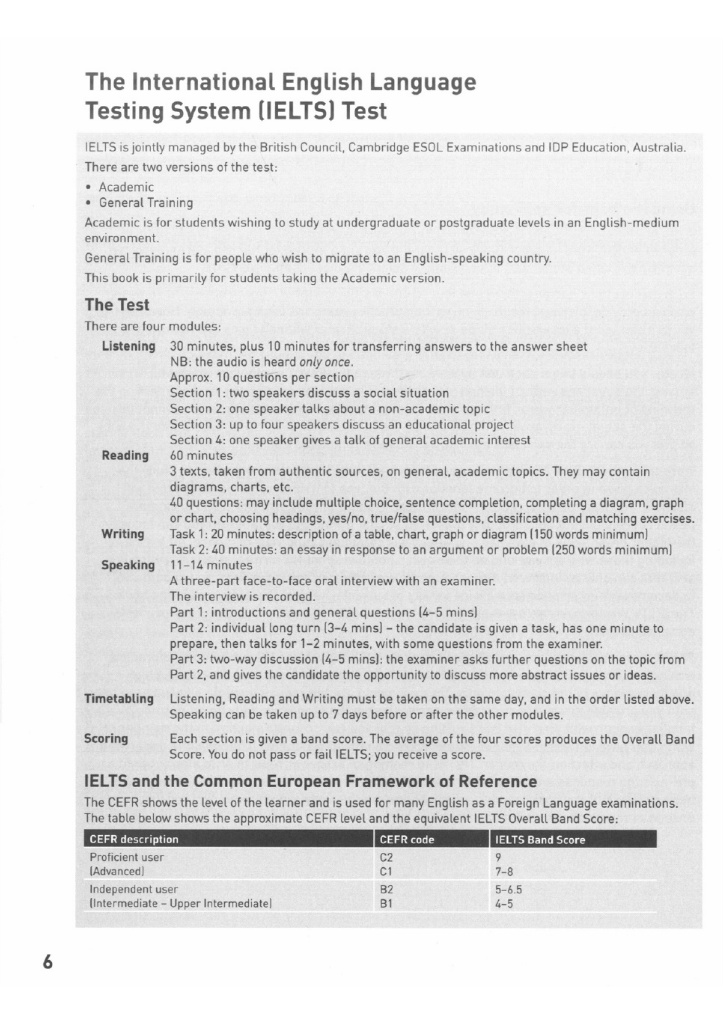 The International English Language
Testing System (IELTS) Test
IELTS is jointly managed by the British Council, Cambridge ESOL Examinations and IDP Education, Australia.
There are two versions of the test:
• Academic
• General Training
Academic is for students wishing to study at undergraduate or postgraduate levels in an English-medium
environment.
General Training is for people who wish to migrate to an English-speaking country.
This book is primarily for students taking the Academic version.
The Test
There are four modules:
Listening 30 minutes, plus 10 minutes for transferring answers to the answer sheet
NB: the audio is heard only once.
Approx. 10 questions per section
Section 1: two speakers discuss a social situation
Section 2: one speaker talks about a non-academic topic
Section 3: up to four speakers discuss an educational project
Section 4: one speaker gives a talk of general academic interest
Reading 60 minutes
3 texts, taken from authentic sources, on general, academic topics. They may contain
diagrams, charts, etc.
40 questions: may include multiple choice, sentence completion, completing a diagram, graph
or chart, choosing headings, yes/no, true/false questions, classification and matching exercises.
Writing Task 1: 20 minutes: description of a table, chart, graph or diagram (150 words minimum)
Task 2: 40 minutes: an essay in response to an argument or problem (250 words minimum)
Speaking 11–14 minutes
A three-part face-to-face oral interview with an examiner.
The interview is recorded.
Part 1: introductions and general questions (4–5 mins)
Part 2: individual long turn (3–4 mins) – the candidate is given a task, has one minute to
prepare, then talks for 1–2 minutes, with some questions from the examiner.
Part 3: two-way discussion (4–5 mins): the examiner asks further questions on the topic from
Part 2, and gives the candidate the opportunity to discuss more abstract issues or ideas.
Timetabling Listening, Reading and Writing must be taken on the same day, and in the order listed above.
Speaking can be taken up to 7 days before or after the other modules.
Scoring Each section is given a band score. The average of the four scores produces the Overall Band
Score. You do not pass or fail IELTS; you receive a score.
IELTS and the Common European Framework of Reference
The CEFR shows the level of the learner and is used for many English as a Foreign Language examinations.
The table below shows the approximate CEFR level and the equivalent IELTS Overall Band Score:
CEFR description CEFR code IELTS Band Score
Proficient user C2 9
(Advanced) C1 7–8
Independent user B2 5–6.5
(Intermediate – Upper Intermediate) B1 4–5
6